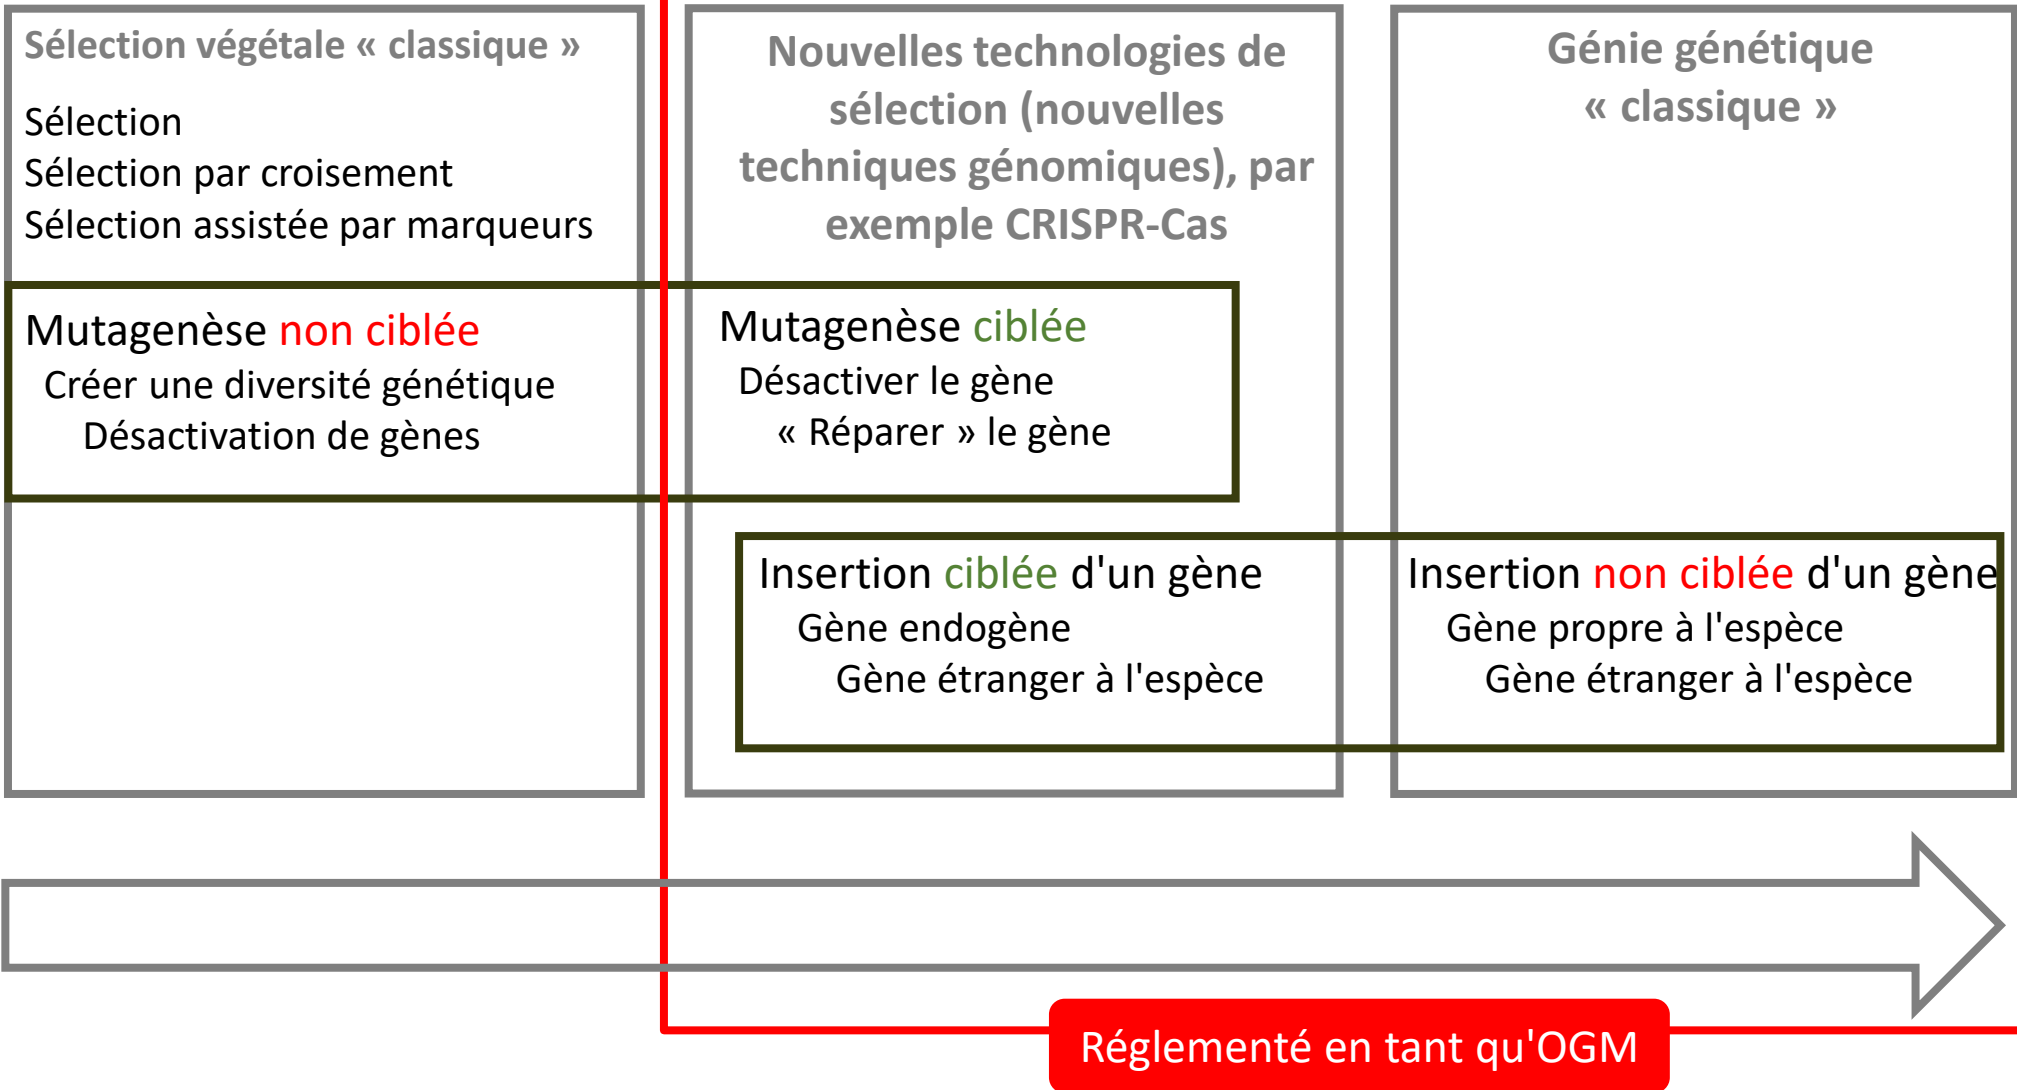 Sélection végétale « classique »
Sélection
Sélection par croisement
Sélection assistée par marqueurs
Mutagenèse non ciblée
Créer une diversité génétique
Désactivation de gènes
Nouvelles technologies de
sélection (nouvelles
techniques génomiques), par
exemple CRISPR-Cas
Mutagenèse ciblée
Désactiver le gène
« Réparer » le gène
Insertion ciblée d'un gène
Gène endogène
Gène étranger à l'espèce
Génie génétique
« classique »
Insertion non ciblée d'un gène
Gène propre à l'espèce
Gène étranger à l'espèce
Réglementé en tant qu'OGM